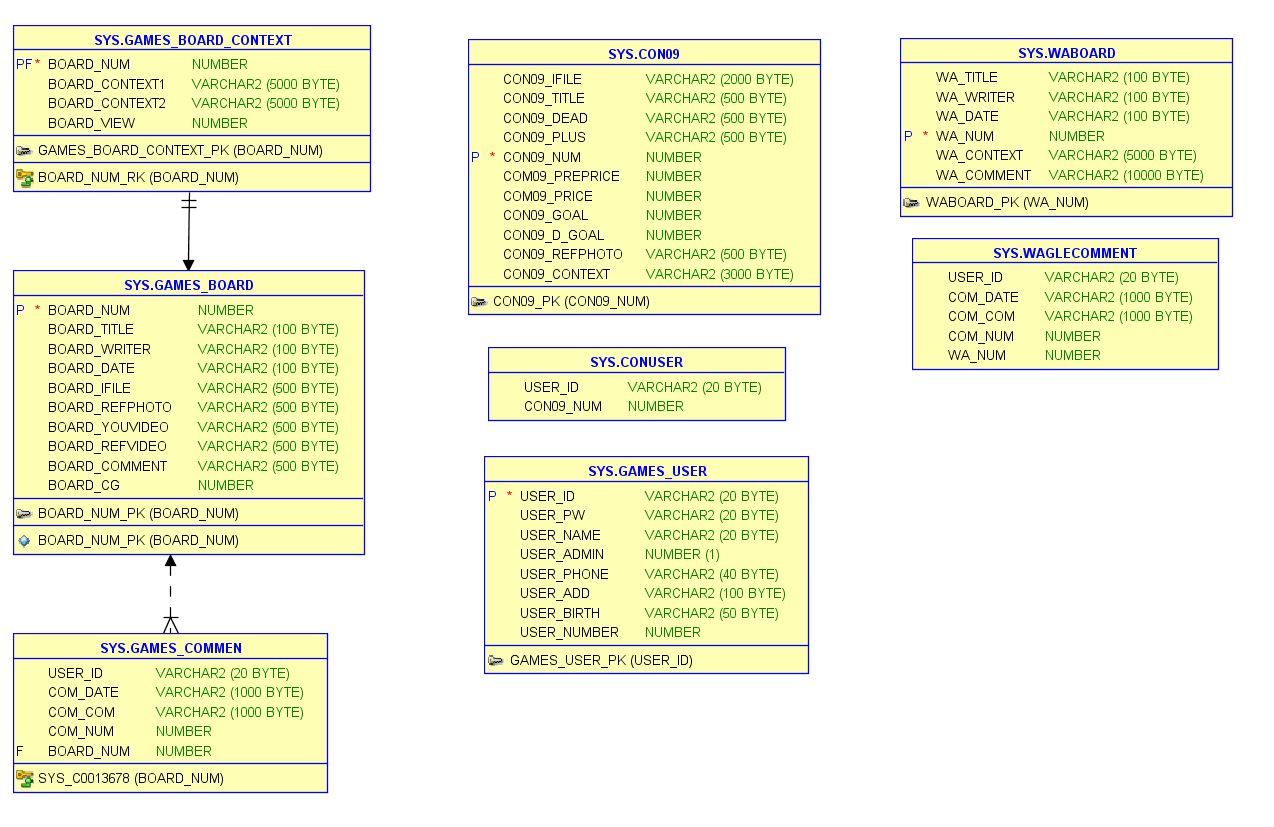 SYS.GAMES_BOARD_CONTEXT
PF * BOARD_NUM NUMBER
BOARD_CONTEXT1 VARCHAR2 (5000 BYTE)
BOARD_CONTEXT2 VARCHAR2 (5000 BYTE)
BOARD_VIEW NUMBER
GAMES_BOARD_CONTEXT_PK (BOARD_NUM)
BOARD_NUM_RK (BOARD_NUM)
SYS.GAMES_BOARD
P * BOARD_NUM NUMBER
BOARD_TITLE VARCHAR2 (100 BYTE)
BOARD_WRITER VARCHAR2 (100 BYTE)
BOARD_DATE VARCHAR2 (100 BYTE)
BOARD_IFILE VARCHAR2 (500 BYTE)
BOARD_REFPHOTO VARCHAR2 (500 BYTE)
BOARD_YOUVIDEO VARCHAR2 (500 BYTE)
BOARD_REFVIDEO VARCHAR2 (500 BYTE)
BOARD_COMMENT VARCHAR2 (500 BYTE)
BOARD_CG NUMBER
BOARD_NUM_PK (BOARD_NUM)
BOARD_NUM_PK (BOARD_NUM)
SYS.GAMES_COMMEN
USER_ID VARCHAR2 (20 BYTE)
COM_DATE VARCHAR2 (1000 BYTE)
COM_COM VARCHAR2 (1000 BYTE)
COM_NUM NUMBER
F BOARD_NUM NUMBER
SYS_C0013678 (BOARD_NUM)
SYS.CON09
CON09_IFILE VARCHAR2 (2000 BYTE)
CON09_TITLE VARCHAR2 (500 BYTE)
CON09_DEAD VARCHAR2 (500 BYTE)
CON09_PLUS VARCHAR2 (500 BYTE)
P * CON09_NUM NUMBER
COM09_PREPRICE NUMBER
COM09_PRICE NUMBER
CON09_GOAL NUMBER
CON09_D_GOAL NUMBER
CON09_REFPHOTO VARCHAR2 (500 BYTE)
CON09_CONTEXT VARCHAR2 (3000 BYTE)
CON09_PK (CON09_NUM)
SYS.CONUSER
USER_ID VARCHAR2 (20 BYTE)
CON09_NUM NUMBER
SYS.GAMES_USER
P * USER_ID VARCHAR2 (20 BYTE)
USER_PW VARCHAR2 (20 BYTE)
USER_NAME VARCHAR2 (20 BYTE)
USER_ADMIN NUMBER (1)
USER_PHONE VARCHAR2 (40 BYTE)
USER_ADD VARCHAR2 (100 BYTE)
USER_BIRTH VARCHAR2 (50 BYTE)
USER_NUMBER NUMBER
GAMES_USER_PK (USER_ID)
SYS.WABOARD
WA_TITLE VARCHAR2 (100 BYTE)
WA_WRITER VARCHAR2 (100 BYTE)
WA_DATE VARCHAR2 (100 BYTE)
P * WA_NUM NUMBER
WA_CONTEXT VARCHAR2 (5000 BYTE)
WA_COMMENT VARCHAR2 (10000 BYTE)
WABOARD_PK (WA_NUM)
SYS.WAGLECOMMENT
USER_ID VARCHAR2 (20 BYTE)
COM_DATE VARCHAR2 (1000 BYTE)
COM_COM VARCHAR2 (1000 BYTE)
COM_NUM NUMBER
WA_NUM NUMBER